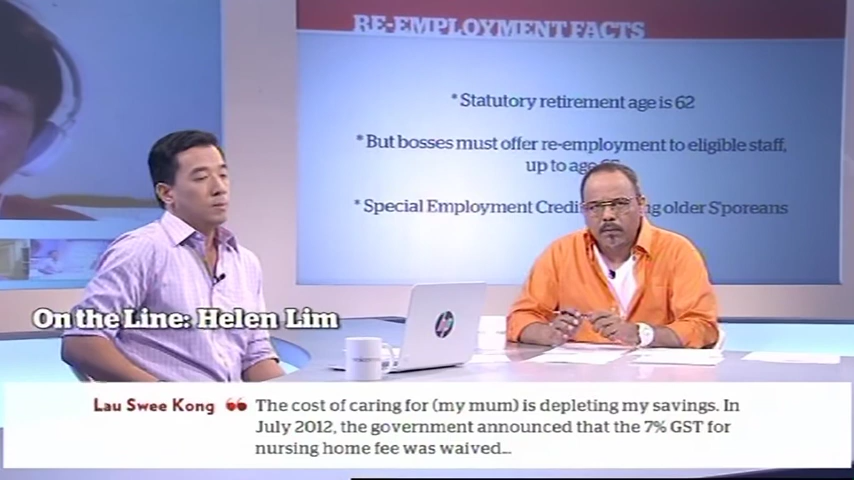 RE-EMPLOYMENT FACTS
* Statutory retirement age is 62
* But bosses must offer re-employment to eligible staff,
up to age
* Special Employment Credi
older S'poreans
On the Line: Helen Lim
hp
Lau Swee Kong
The cost of caring for (my mum) is depleting my savings. In
July 2012, the government announced that the 7% GST for
nursing home fee was waived...